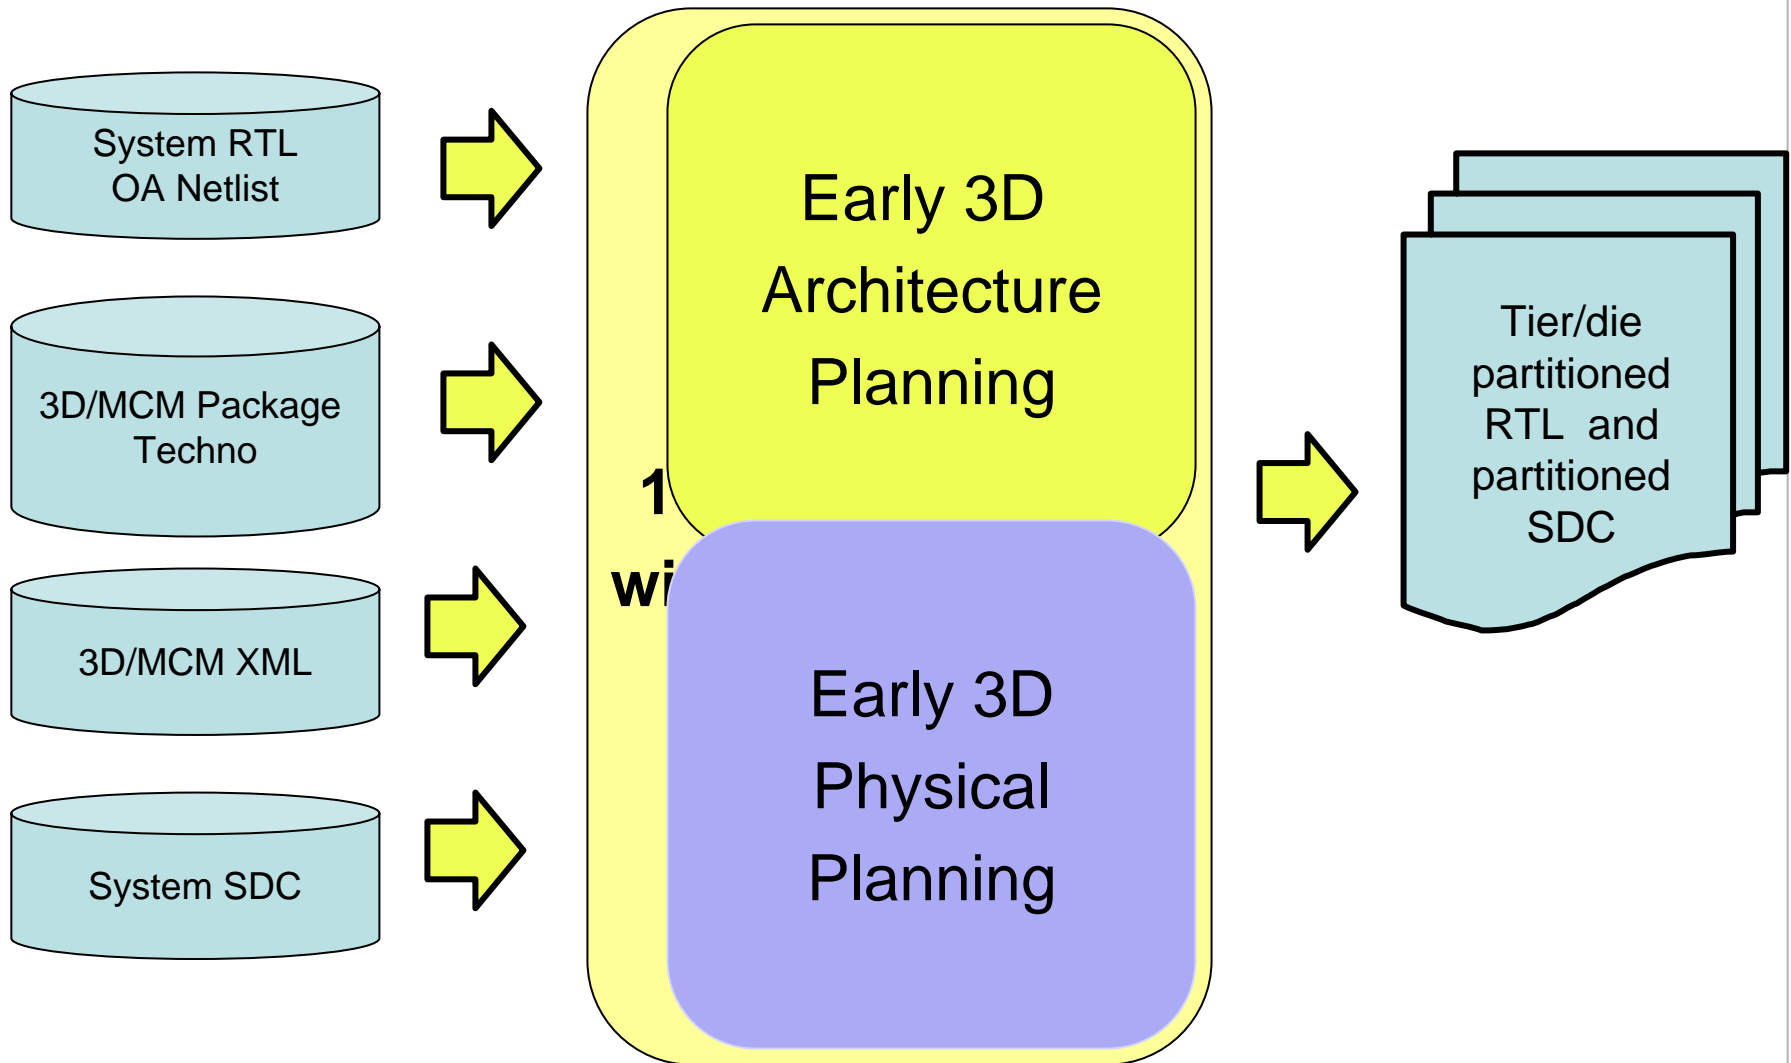 System RTL
OA Netlist
3D/MCM Package
Techno
3D/MCM XML
System SDC
1
wi
Early 3D
Architecture
Planning
Early 3D
Physical
Planning
Tier/die
partitioned
RTL and
partitioned
SDC